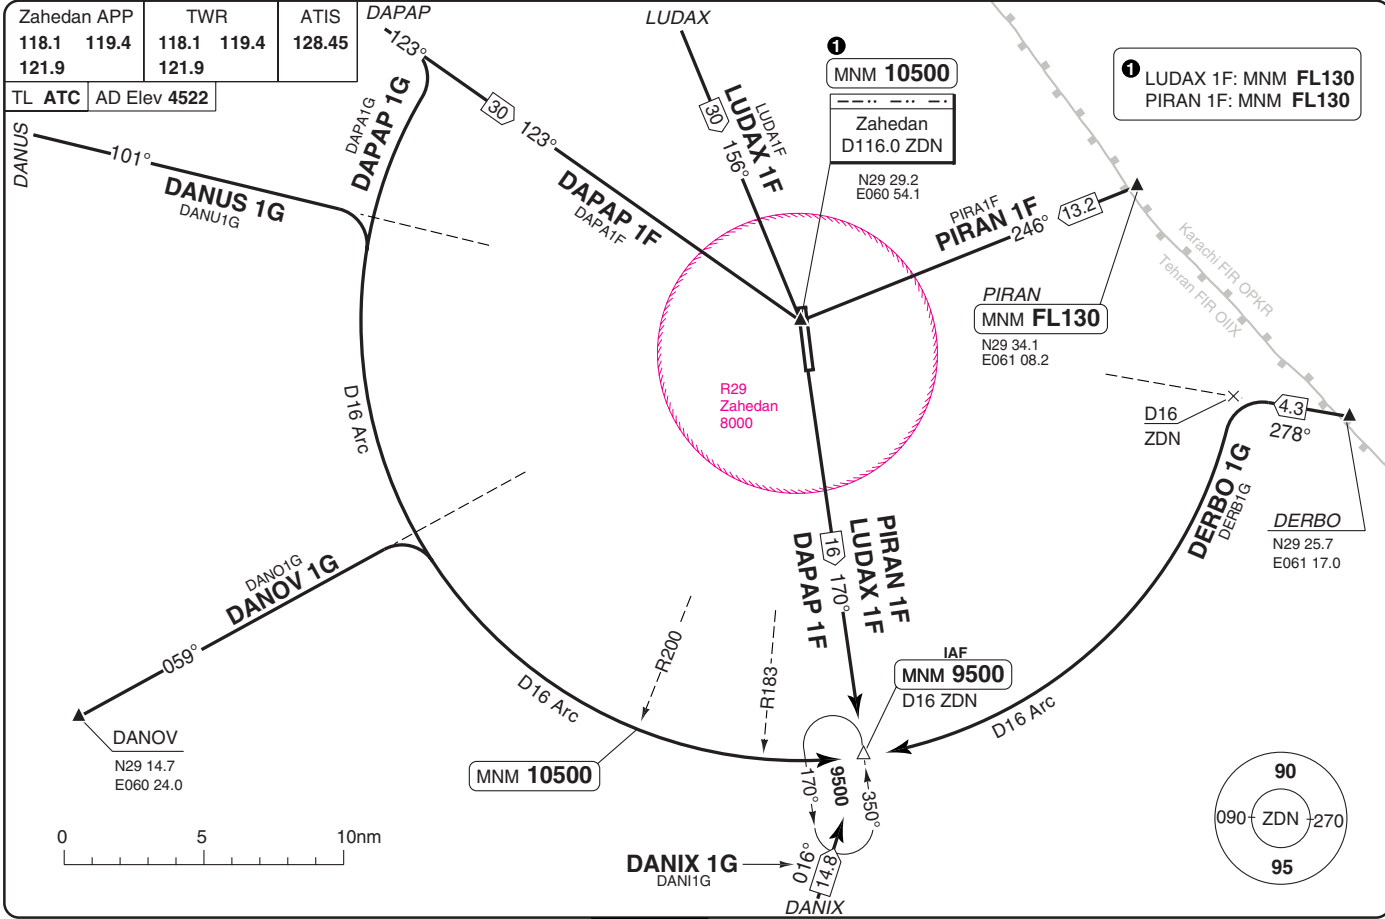 Zahedan APP
118.1 119.4
121.9
TWR
118.1 119.4
121.9
ATIS
128.45
TL ATC
AD Elev 4522
DAPAP
123°
LUDAX
DANUS
101°
DANUS 1G
DANU1G
DAPA1G
DAPAP 1G
30
123°
DAPAP 1F
DAPA1F
30
LUDA1F
LUDAX 1F
156°
1
MNM 10500
Zahedan
D116.0 ZDN
N29 29.2
E060 54.1
1 LUDAX 1F: MNM FL130
PIRAN 1F: MNM FL130
PIRA1F
PIRAN 1F
246°
13.2
Karachi FIR OPKR
Tehran FIR OIIX
PIRAN
MNM FL130
N29 34.1
E061 08.2
R29
Zahedan
8000
D16
ZDN
4.3
278°
DERBO 1G
DERB1G
DERBO
N29 25.7
E061 17.0
D16 Arc
DANO1G
DANOV 1G
059°
DANOV
N29 14.7
E060 24.0
16
170°
PIRAN 1F
LUDAX 1F
DAPAP 1F
R200
R183
IAF
MNM 9500
D16 ZDN
D16 Arc
D16 Arc
MNM 10500
170°
9500
350°
DANIX 1G
DANI1G
016°
14.8
DANIX
0 5 10nm
90
090 ZDN 270
95